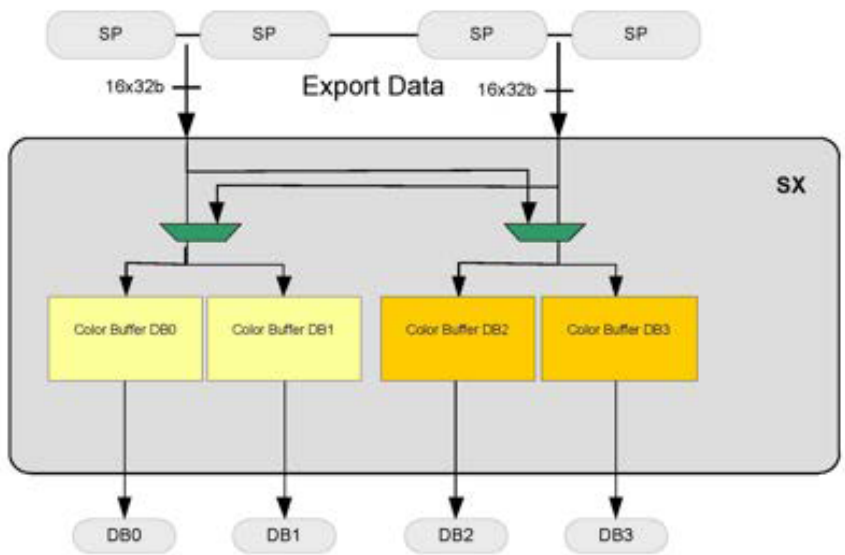 SP SP SP SP
16x32b Export Data 16x32b
SX
Color Buffer DB0 Color Buffer DB1 Color Buffer DB2 Color Buffer DB3
DB0 DB1 DB2 DB3